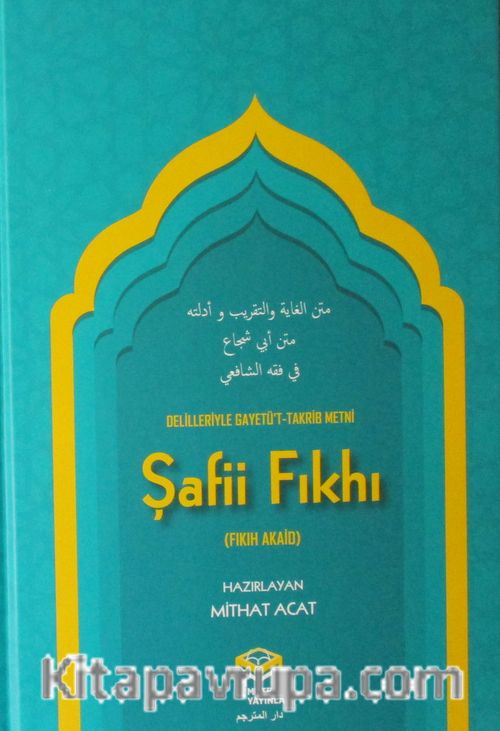 متن الغاية والتقريب و أدلته
متن أبي شجاع
في فقه الشافعي
DELİLLERİYLE GAYETÜ'T-TAKRİB METNİ
Şafii Fıkhı
(FIKIH AKAİD)
HAZIRLAYAN
MİTHAT ACAT
Kitapavrupa.com
YAYINLA
دار المترجم